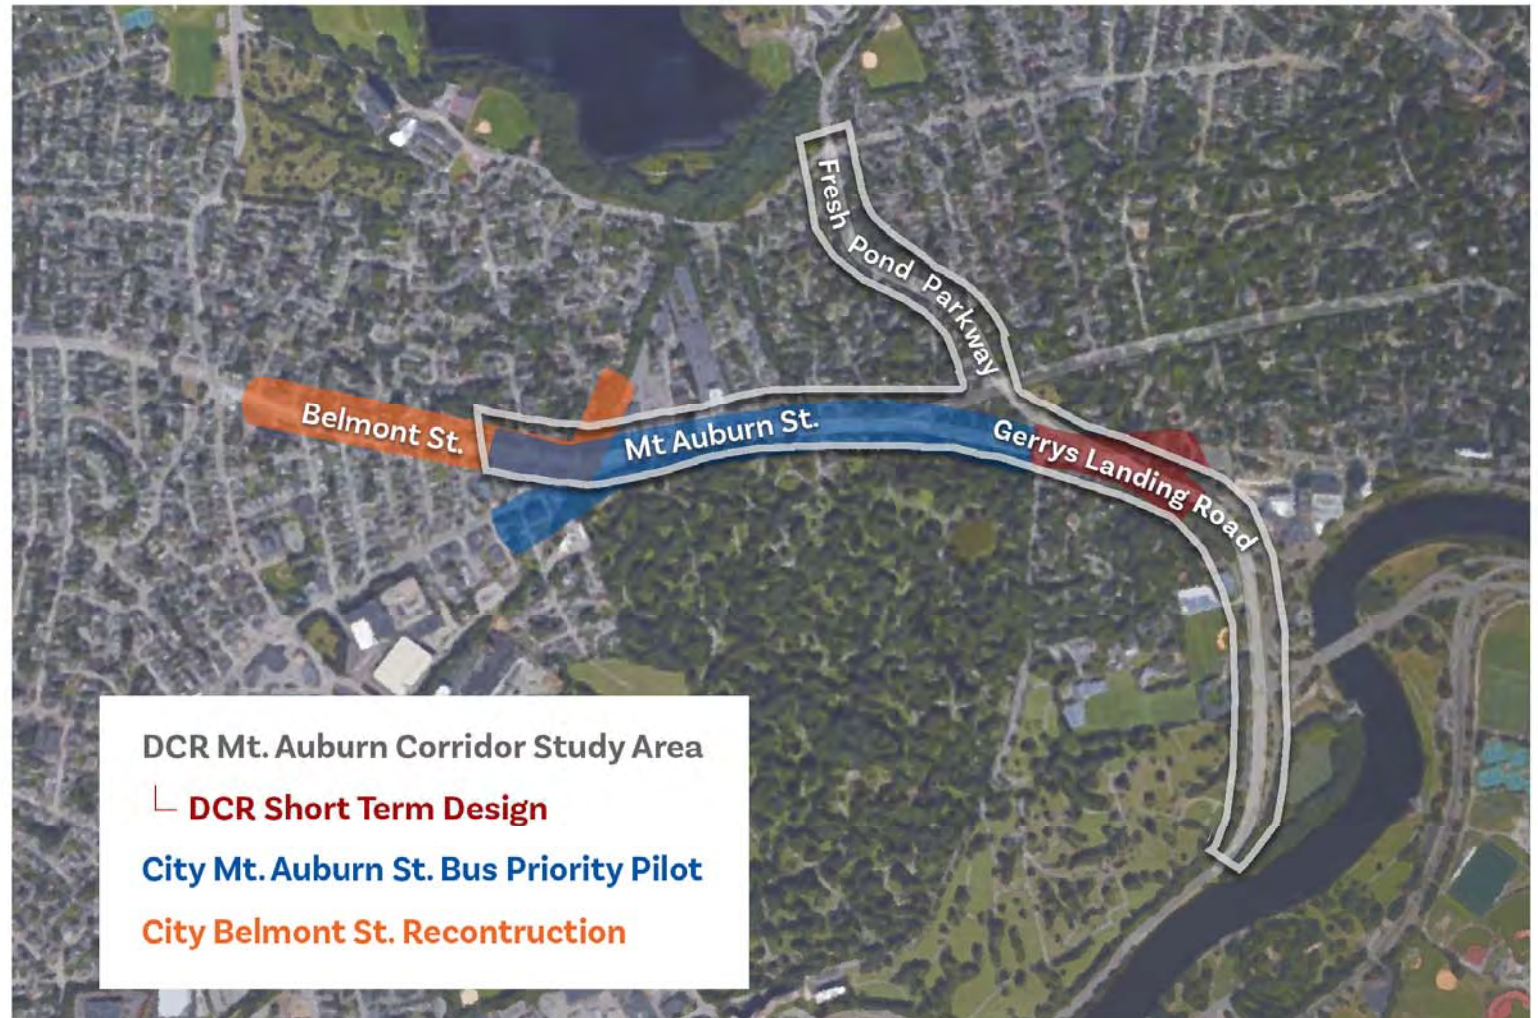 Fresh Pond Parkway
Belmont St.
Mt Auburn St.
Gerrys Landing Road
DCR Mt. Auburn Corridor Study Area
DCR Short Term Design
City Mt. Auburn St. Bus Priority Pilot
City Belmont St. Recontruction